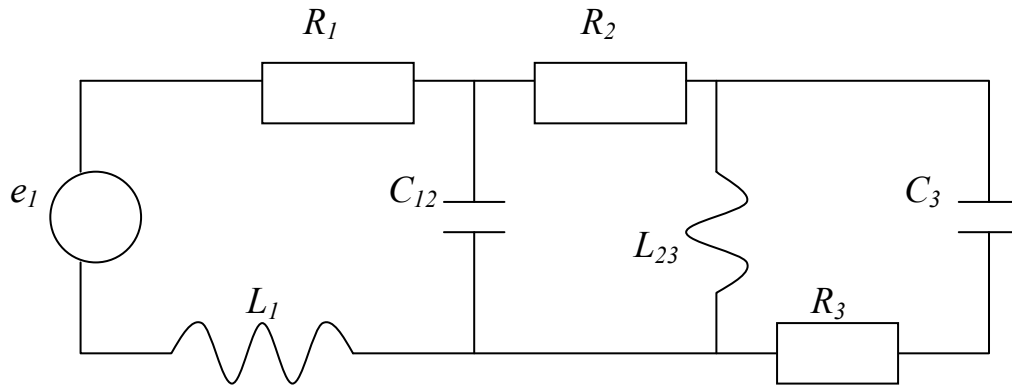 R₁
R₂
e₁
C₁₂
C₃
L₂₃
L₁
R₃